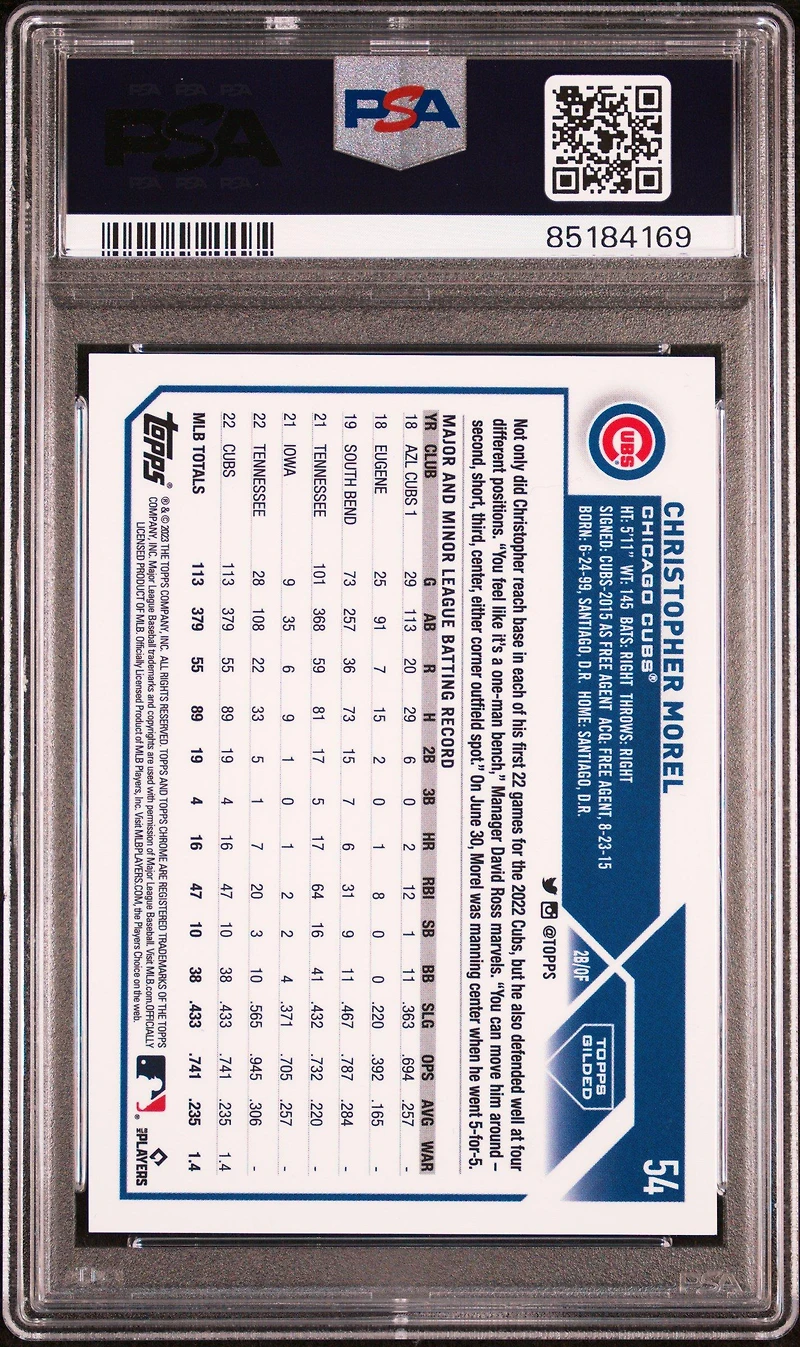 PSA PSA PSA
PSA
PSA PSA PSA
PSA
85184169
CUBS
CHRISTOPHER MOREL
CHICAGO CUBS®
HT: 5'11" WT: 145 BATS: RIGHT THROWS: RIGHT
SIGNED: CUBS-2015 AS FREE AGENT ACQ: FREE AGENT, 8-23-15
BORN: 6-24-99, SANTIAGO, D.R. HOME: SANTIAGO, D.R.
2B/OF
TOPPS
GILDED
54
@TOPPS
Not only did Christopher reach base in each of his first 22 games for the 2022 Cubs, but he also defended well at four
different positions. "You feel like it's a one-man bench," Manager David Ross marvels. "You can move him around –
second, short, third, center, either corner outfield spot." On June 30, Morel was manning center when he went 5-for-5.
MAJOR AND MINOR LEAGUE BATTING RECORD
YR CLUB G AB R H 2B 3B HR RBI SB BB SLG OPS AVG WAR
18 AZL CUBS 1 29 113 20 29 6 0 2 12 1 11 .363 .694 .257 -
18 EUGENE 25 91 7 15 2 0 1 8 0 0 .220 .392 .165 -
19 SOUTH BEND 73 257 36 73 15 7 6 31 9 11 .467 .787 .284 -
21 TENNESSEE 101 368 59 81 17 5 17 64 16 41 .432 .732 .220 -
21 IOWA 9 35 6 9 1 0 1 2 2 4 .371 .705 .257 -
22 TENNESSEE 28 108 22 33 5 1 7 20 3 10 .565 .945 .306 -
22 CUBS 113 379 55 89 19 4 16 47 10 38 .433 .741 .235 1.4
MLB TOTALS 113 379 55 89 19 4 16 47 10 38 .433 .741 .235 1.4
topps®
® & © 2023 THE TOPPS COMPANY, INC. ALL RIGHTS RESERVED. TOPPS AND TOPPS CHROME ARE REGISTERED TRADEMARKS OF THE TOPPS
COMPANY, INC. Major League Baseball trademarks and copyrights are used with permission of Major League Baseball. Visit MLB.com. OFFICIALLY
LICENSED PRODUCT OF MLB. Officially Licensed Product of MLB Players, Inc. Visit MLBPLAYERS.COM, the Players Choice on the web.
MLB PLAYERS
PSA